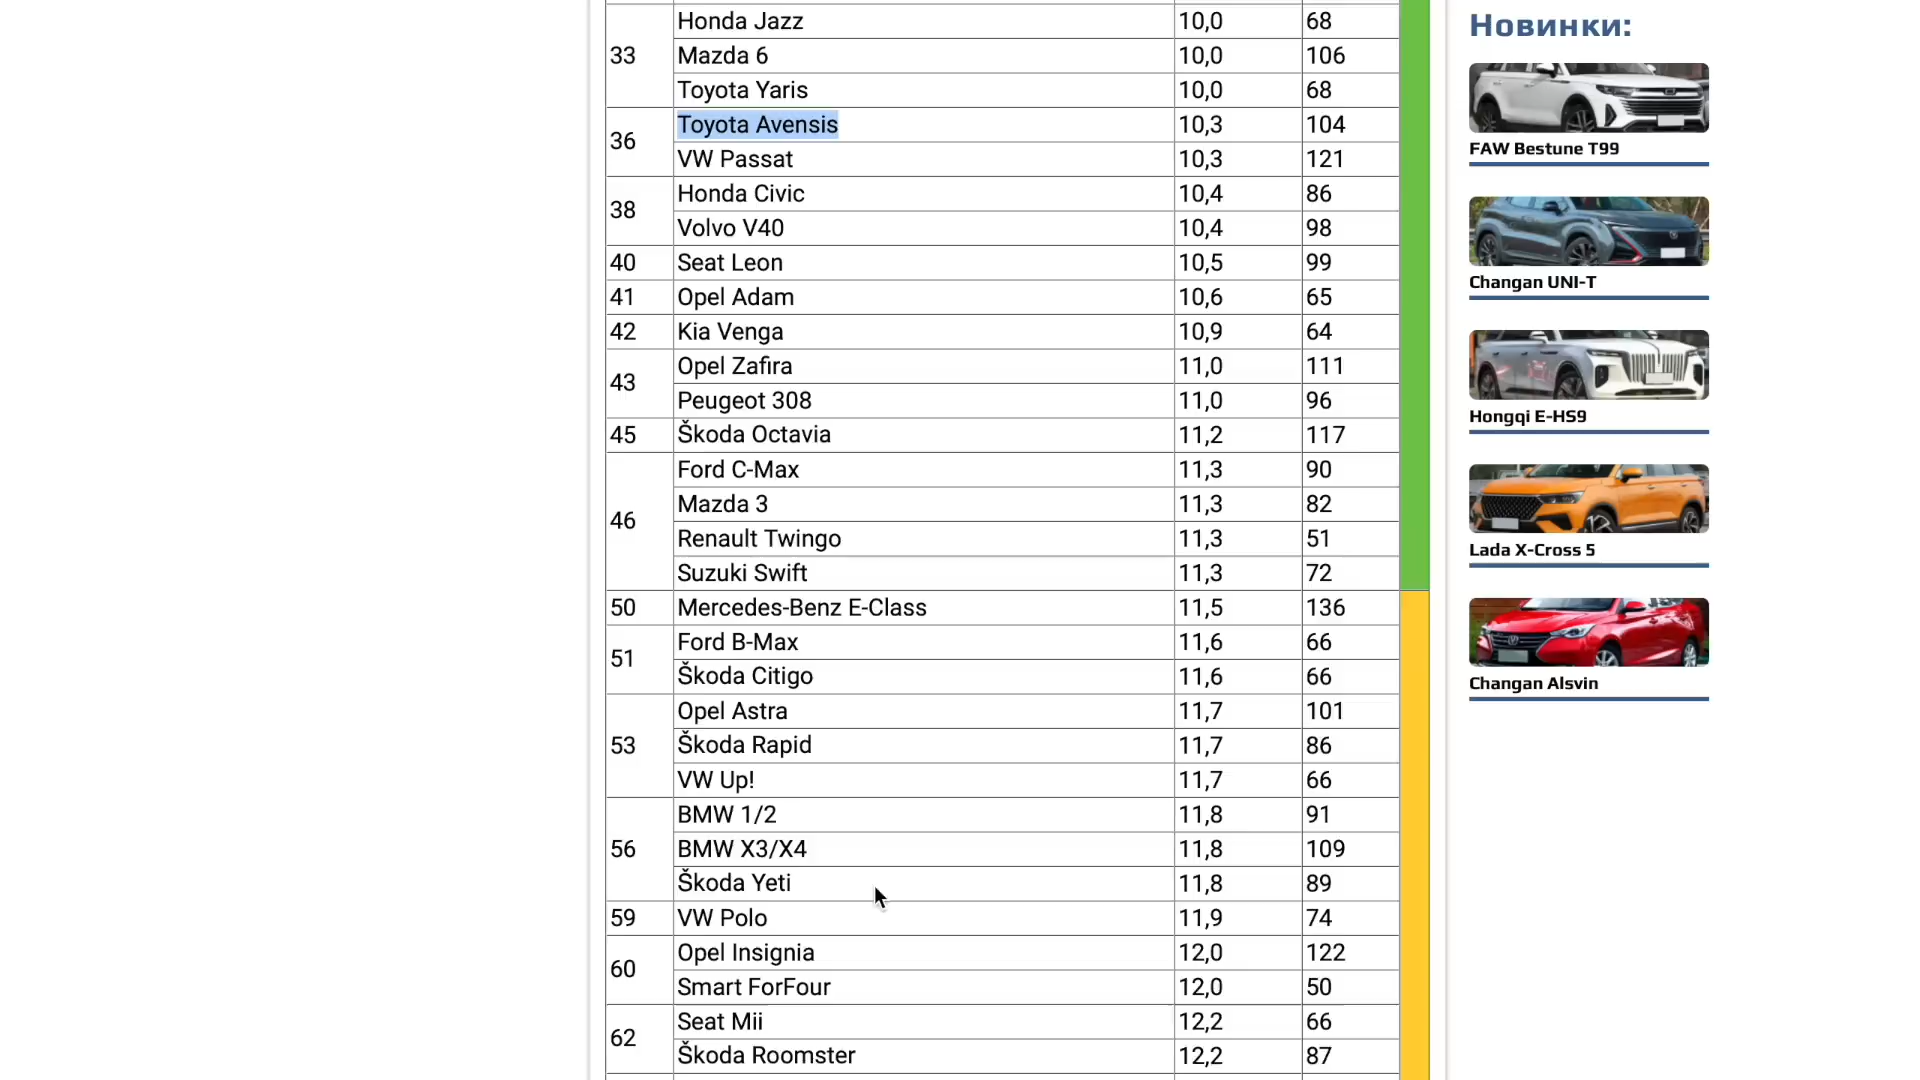 33
Honda Jazz 10,0 68
Mazda 6 10,0 106
Toyota Yaris 10,0 68
36
Toyota Avensis 10,3 104
VW Passat 10,3 121
38
Honda Civic 10,4 86
Volvo V40 10,4 98
40 Seat Leon 10,5 99
41 Opel Adam 10,6 65
42 Kia Venga 10,9 64
43
Opel Zafira 11,0 111
Peugeot 308 11,0 96
45 Škoda Octavia 11,2 117
46
Ford C-Max 11,3 90
Mazda 3 11,3 82
Renault Twingo 11,3 51
Suzuki Swift 11,3 72
50 Mercedes-Benz E-Class 11,5 136
51
Ford B-Max 11,6 66
Škoda Citigo 11,6 66
53
Opel Astra 11,7 101
Škoda Rapid 11,7 86
VW Up! 11,7 66
56
BMW 1/2 11,8 91
BMW X3/X4 11,8 109
Škoda Yeti 11,8 89
59 VW Polo 11,9 74
60
Opel Insignia 12,0 122
Smart ForFour 12,0 50
62
Seat Mii 12,2 66
Škoda Roomster 12,2 87
Новинки:
FAW Bestune T99
Changan UNI-T
Hongqi E-HS9
Lada X-Cross 5
Changan Alsvin